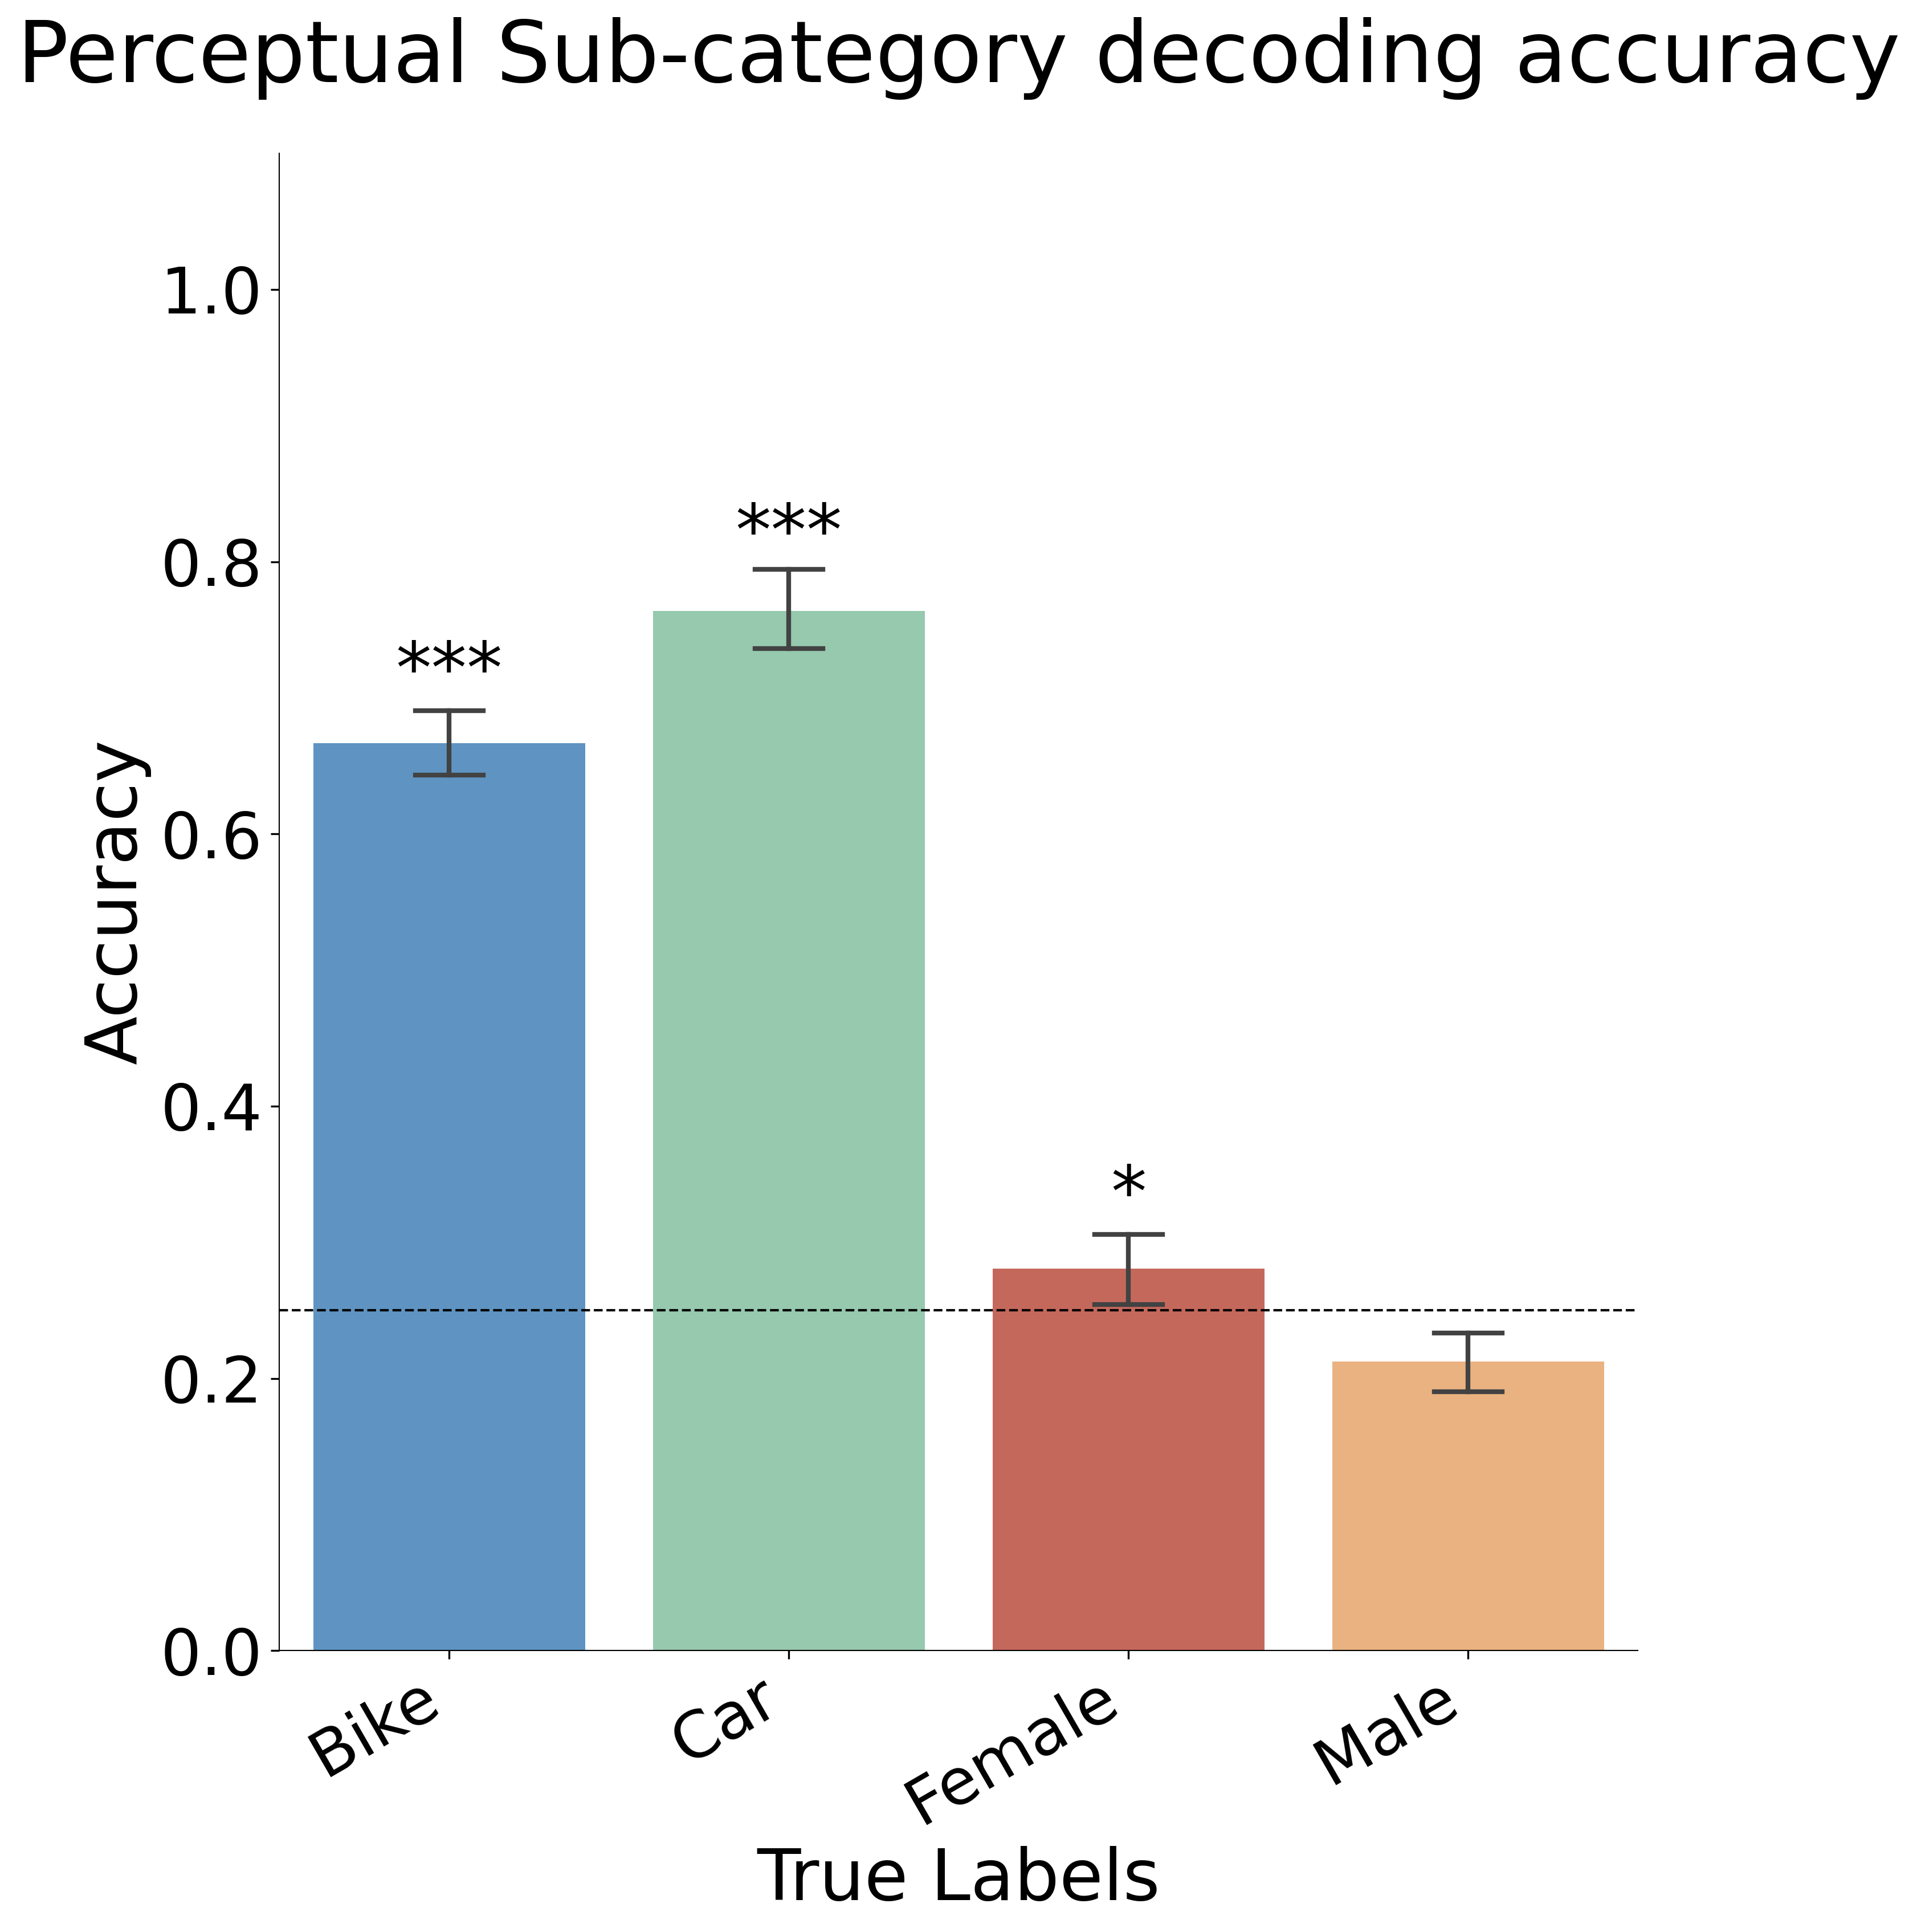 Perceptual Sub-category decoding accuracy
1.0
0.8
0.6
0.4
0.2
0.0
Accuracy
***
***
*
Bike
Car
Female
Male
True Labels